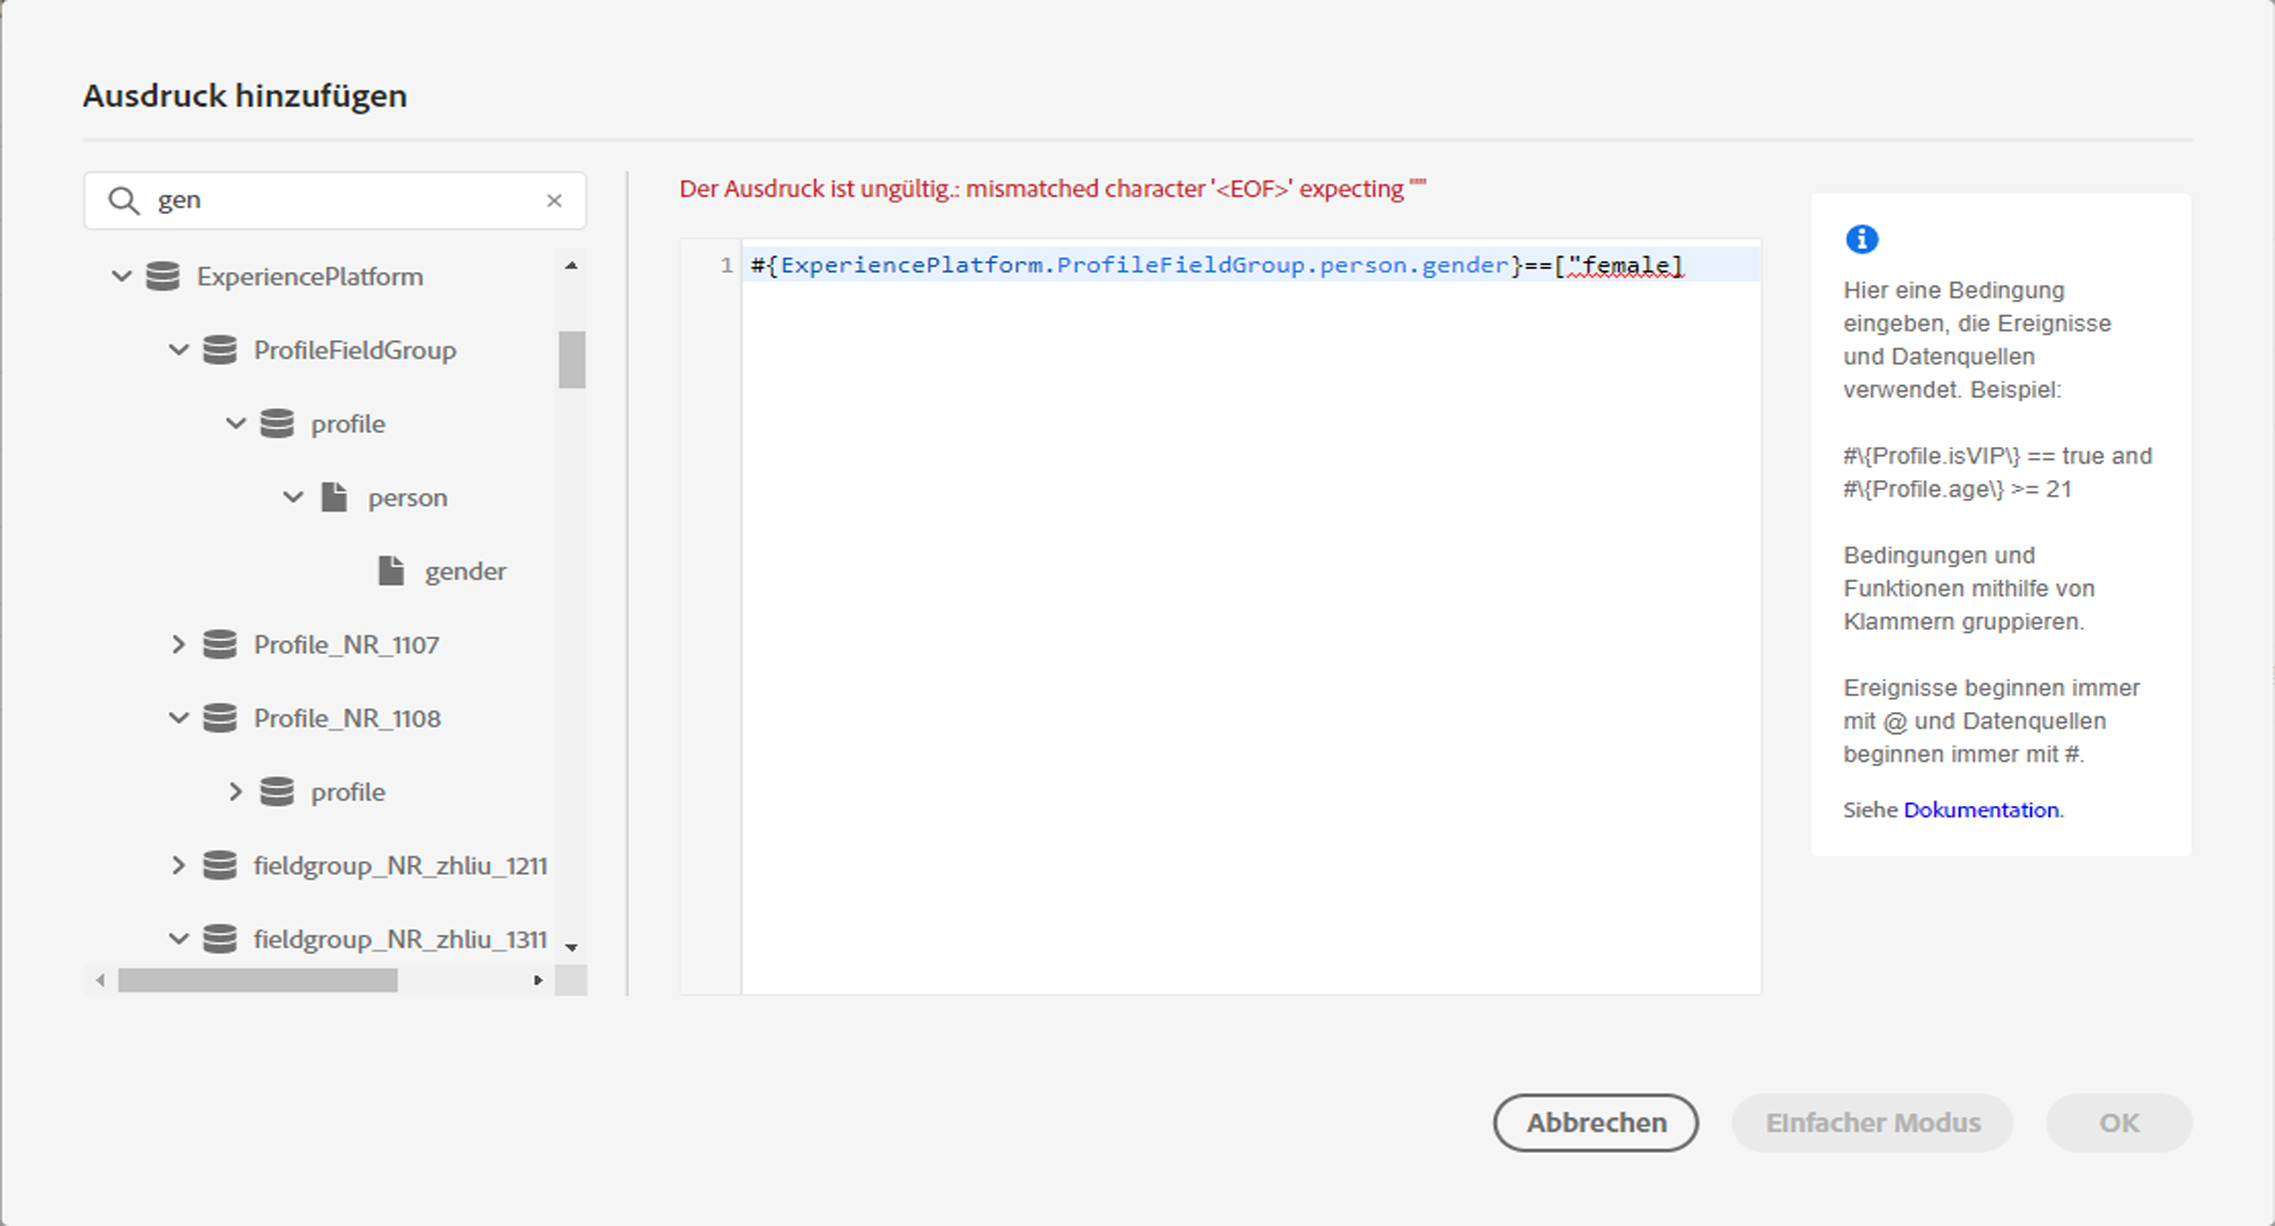 Ausdruck hinzufügen
gen
ExperiencePlatform
ProfileFieldGroup
profile
person
gender
Profile_NR_1107
Profile_NR_1108
profile
fieldgroup_NR_zhliu_1211
fieldgroup_NR_zhliu_1311
Der Ausdruck ist ungültig.: mismatched character '<EOF>' expecting '"'
1 #{ExperiencePlatform.ProfileFieldGroup.person.gender}==["female]
Hier eine Bedingung
eingeben, die Ereignisse
und Datenquellen
verwendet. Beispiel:
#\{Profile.isVIP\} == true and
#\{Profile.age\} >= 21
Bedingungen und
Funktionen mithilfe von
Klammern gruppieren.
Ereignisse beginnen immer
mit @ und Datenquellen
beginnen immer mit #.
Siehe Dokumentation.
Abbrechen
EInfacher Modus
OK